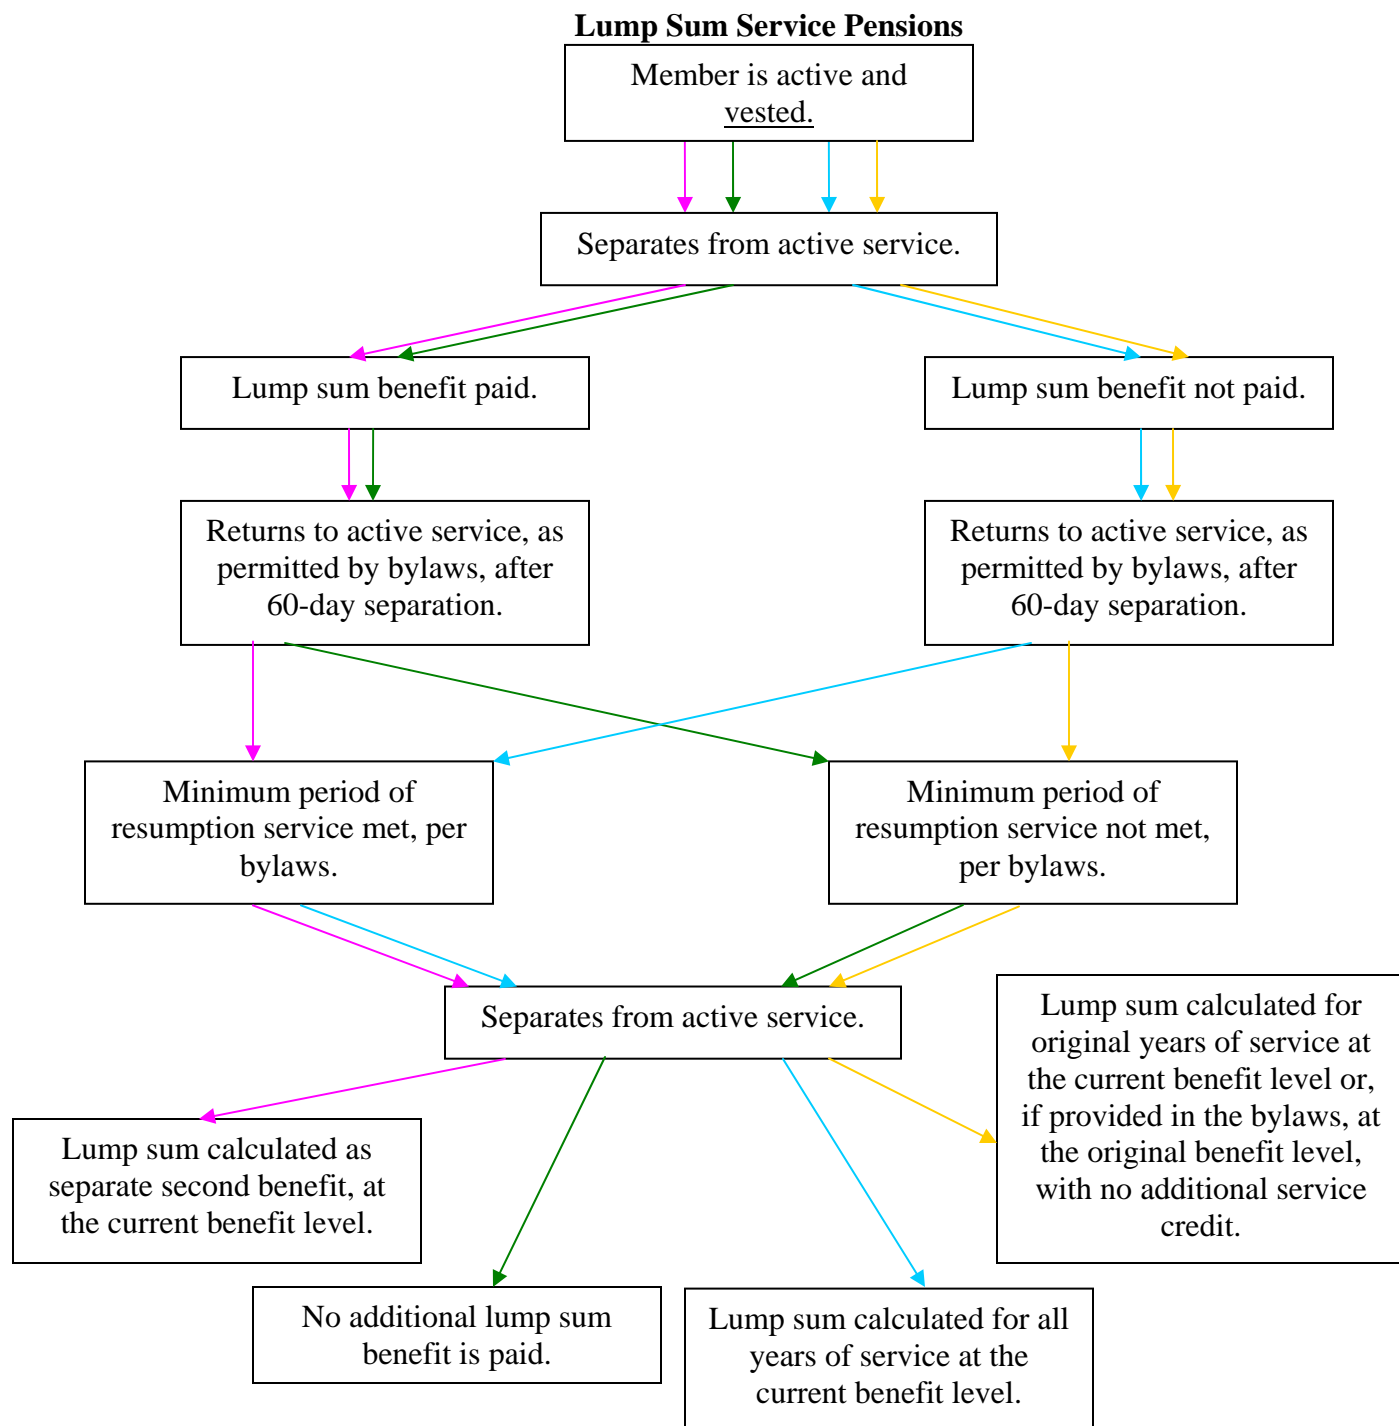 Lump Sum Service Pensions
Member is active and
vested.
Separates from active service.
Lump sum benefit paid.
Lump sum benefit not paid.
Returns to active service, as
permitted by bylaws, after
60-day separation.
Returns to active service, as
permitted by bylaws, after
60-day separation.
Minimum period of
resumption service met, per
bylaws.
Minimum period of
resumption service not met,
per bylaws.
Separates from active service.
Lump sum calculated for
original years of service at
the current benefit level or,
if provided in the bylaws, at
the original benefit level,
with no additional service
credit.
Lump sum calculated as
separate second benefit, at
the current benefit level.
No additional lump sum
benefit is paid.
Lump sum calculated for all
years of service at the
current benefit level.